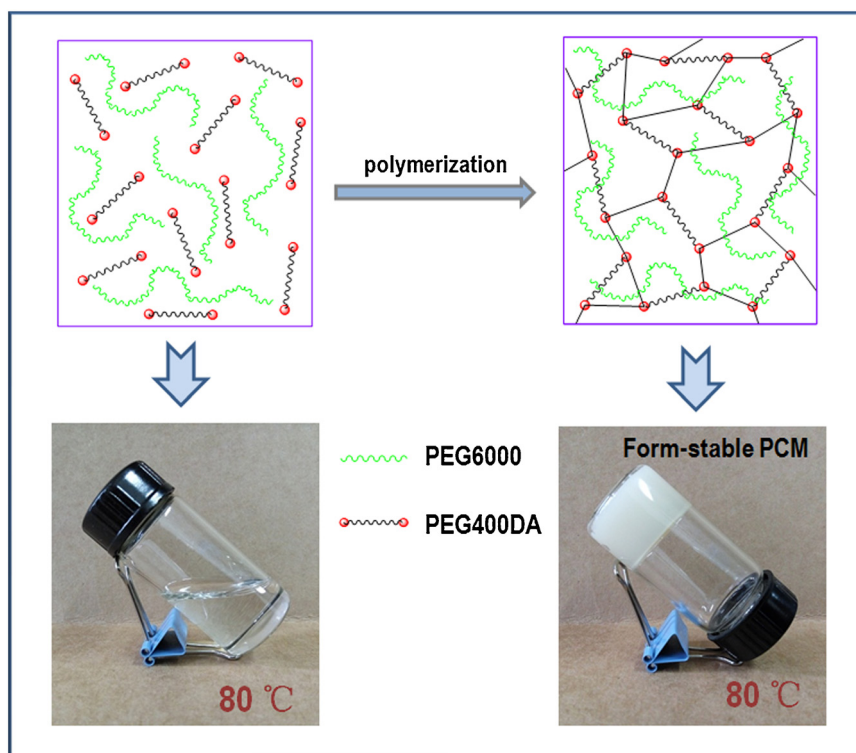 polymerization
PEG6000
PEG400DA
Form-stable PCM
80 ℃
80 ℃